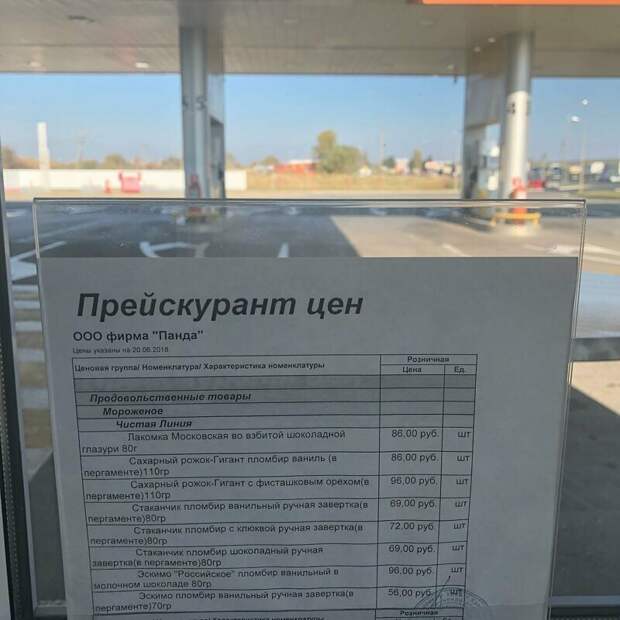 Прейскурант цен
ООО фирма "Панда"
Цены указаны на 20.06.2018
Ценовая группа/ Номенклатура/ Характеристика номенклатуры
Розничная
Цена Ед.
Продовольственные товары
Мороженое
Чистая Линия
Лакомка Московская во взбитой шоколадной
глазури 80г
86,00 руб. шт
Сахарный рожок-Гигант пломбир ваниль (в
пергаменте)110гр
86,00 руб. шт
Сахарный рожок-Гигант с фисташковым орехом(в
пергаменте)110гр
96,00 руб. шт
Стаканчик пломбир ванильный ручная завертка(в
пергаменте)80гр
69,00 руб. шт
Стаканчик пломбир с клюквой ручная завертка(в
пергаменте)80гр
72,00 руб. шт
Стаканчик пломбир шоколадный ручная
завертка(в пергаменте)80гр
69,00 руб. шт
Эскимо "Российское" пломбир ванильный в
молочном шоколаде 80гр
96,00 руб. шт
Эскимо пломбир ванильный ручная завертка(в
пергаменте)70гр
56,00 руб. шт
Розничная